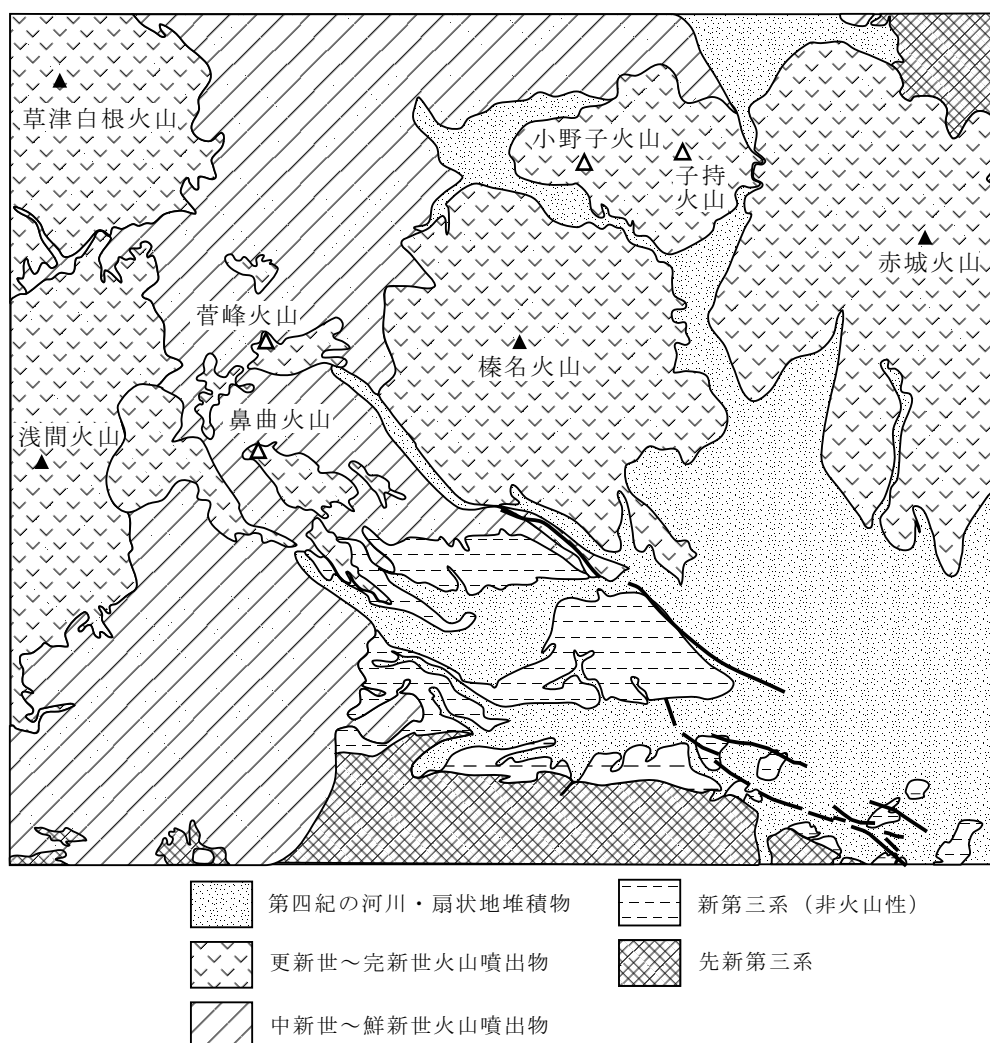 草津白根火山
小野子火山
子持
火山
赤城火山
菅峰火山
榛名火山
鼻曲火山
浅間火山
第四紀の河川・扇状地堆積物
更新世～完新世火山噴出物
中新世～鮮新世火山噴出物
新第三系（非火山性）
先新第三系